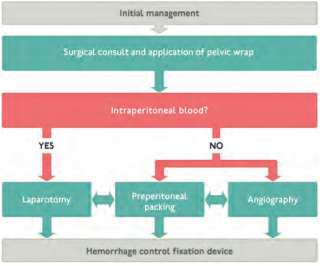 Initial management
Surgical consult and application of pelvic wrap
Intraperitoneal blood?
YES
NO
Laparotomy
Preperitoneal
packing
Angiography
Hemorrhage control fixation device